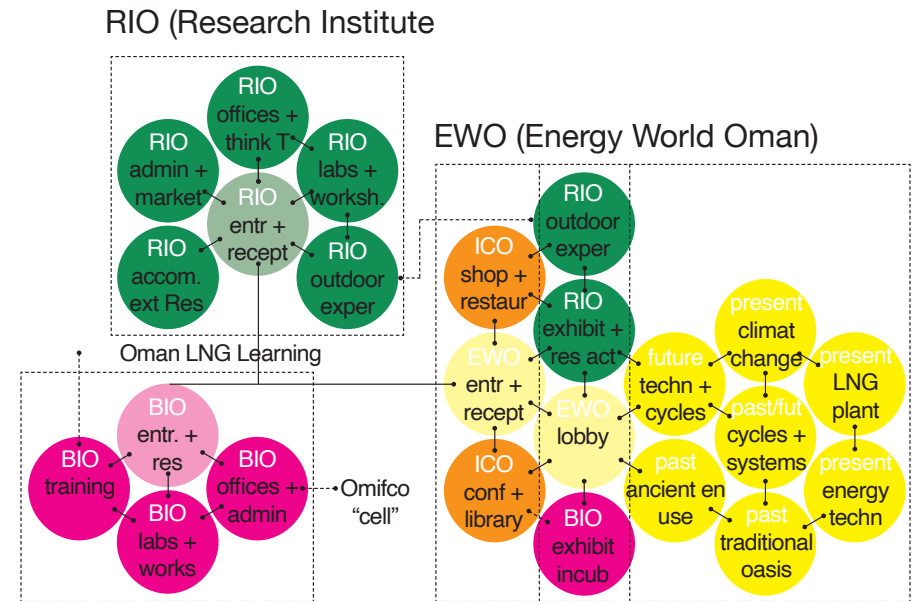 RIO (Research Institute
RIO
offices +
think T
RIO
admin +
market
RIO
labs +
worksh.
RIO
entr +
recept
RIO
accom.
ext Res
RIO
outdoor
exper
Oman LNG Learning
BIO
entr. +
res
BIO
training
BIO
offices +
admin
BIO
labs +
works
Omifco
“cell”
EWO (Energy World Oman)
RIO
outdoor
exper
ICO
shop +
restaur
RIO
exhibit +
res act
EWO
entr +
recept
EWO
lobby
ICO
conf +
library
BIO
exhibit
incub
future
techn +
cycles
present
climat
change
present
LNG
plant
past/fut
cycles +
systems
past
ancient en
use
present
energy
techn
past
traditional
oasis